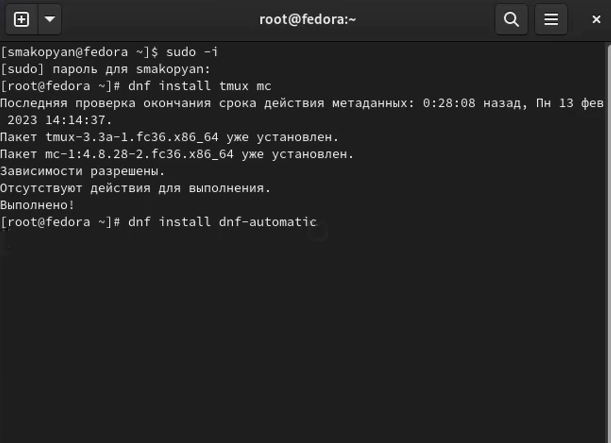 root@fedora:~
[smakopyan@fedora ~]$ sudo -i
[sudo] пароль для smakopyan:
[root@fedora ~]# dnf install tmux mc
Последняя проверка окончания срока действия метаданных: 0:28:08 назад, Пн 13 фев
2023 14:14:37.
Пакет tmux-3.3a-1.fc36.x86_64 уже установлен.
Пакет mc-1:4.8.28-2.fc36.x86_64 уже установлен.
Зависимости разрешены.
Отсутствуют действия для выполнения.
Выполнено!
[root@fedora ~]# dnf install dnf-automatic